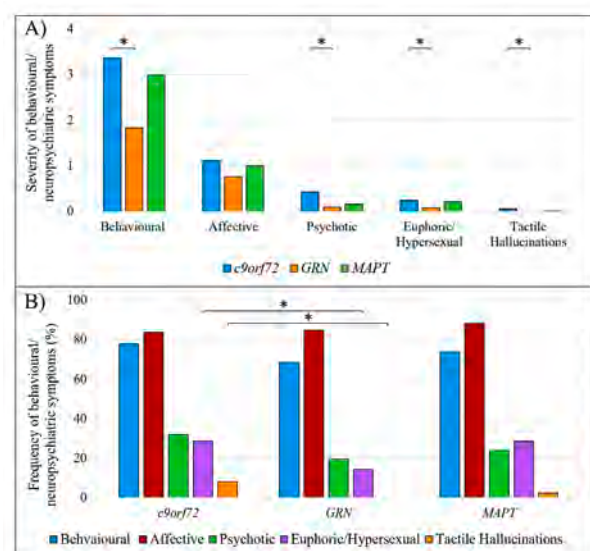 A)
Severity of behavioural/
neuropsychiatric symptoms
4
3
2
1
0
*
*
*
*
Behavioural
Affective
Psychotic
Euphoric/
Hypersexual
Tactile
Hallucinations
c9orf72 GRN MAPT
B)
Frequency of behavioural/
neuropsychiatric symptoms (%)
100
80
60
40
20
0
*
*
c9orf72
GRN
MAPT
Behvaioural Affective Psychotic Euphoric/Hypersexual Tactile Hallucinations